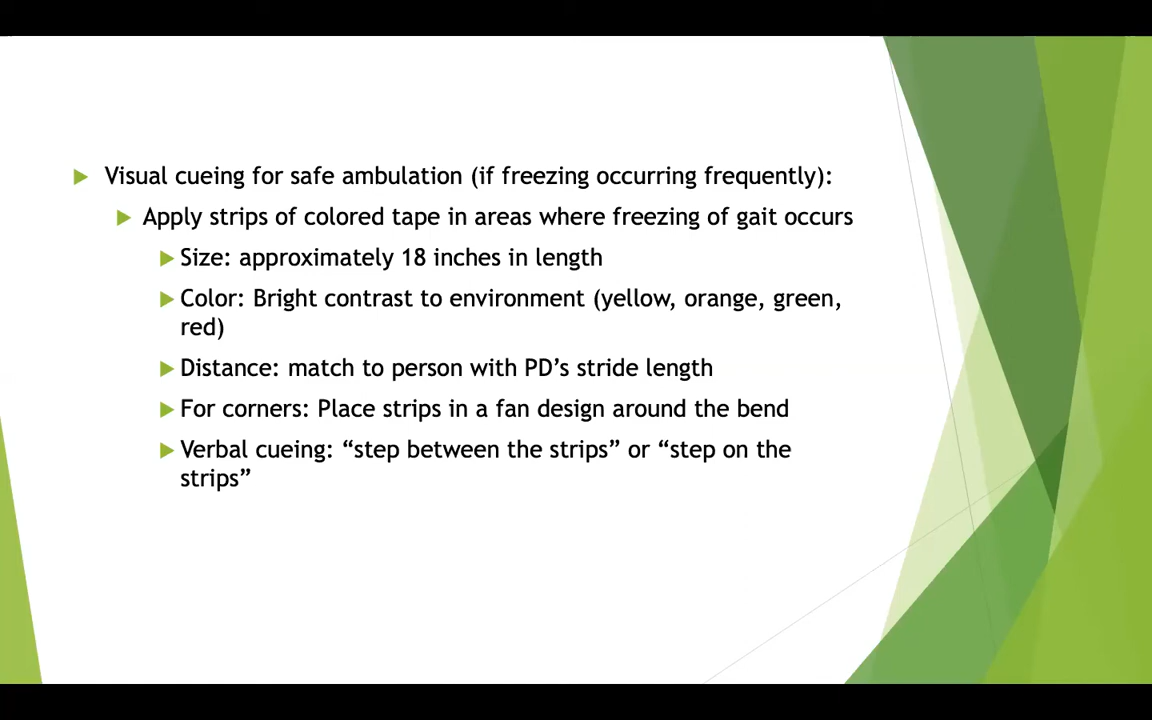 Visual cueing for safe ambulation (if freezing occurring frequently):
Apply strips of colored tape in areas where freezing of gait occurs
Size: approximately 18 inches in length
Color: Bright contrast to environment (yellow, orange, green,
red)
Distance: match to person with PD’s stride length
For corners: Place strips in a fan design around the bend
Verbal cueing: “step between the strips” or “step on the
strips”